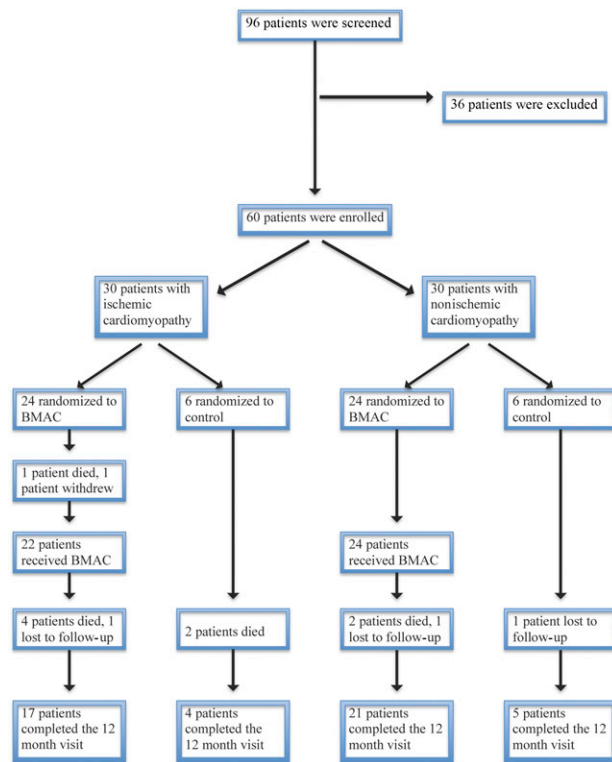 96 patients were screened
36 patients were excluded
60 patients were enrolled
30 patients with
ischemic
cardiomyopathy
30 patients with
nonischemic
cardiomyopathy
24 randomized to
BMAC
6 randomized to
control
24 randomized to
BMAC
6 randomized to
control
1 patient died, 1
patient withdrew
22 patients
received BMAC
24 patients
received BMAC
4 patients died, 1
lost to follow-up
2 patients died
2 patients died, 1
lost to follow-up
1 patient lost to
follow-up
17 patients
completed the 12
month visit
4 patients
completed the
12 month visit
21 patients
completed the 12
month visit
5 patients
completed the 12
month visit